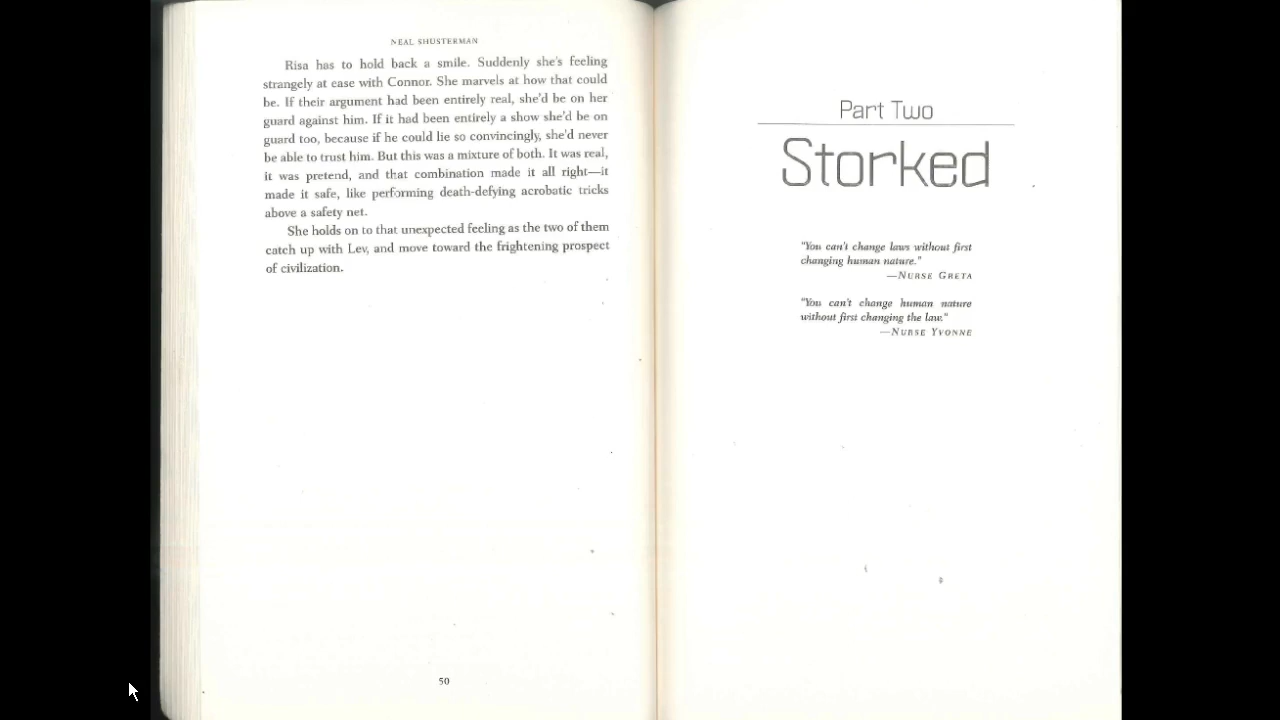 NEAL SHUSTERMAN
Risa has to hold back a smile. Suddenly she's feeling
strangely at ease with Connor. She marvels at how that could
be. If their argument had been entirely real, she'd be on her
guard against him. If it had been entirely a show she'd be on
guard too, because if he could lie so convincingly, she'd never
be able to trust him. But this was a mixture of both. It was real,
it was pretend, and that combination made it all right—it
made it safe, like performing death-defying acrobatic tricks
above a safety net.
She holds on to that unexpected feeling as the two of them
catch up with Lev, and move toward the frightening prospect
of civilization.
50
Part Two
Storked
"You can't change laws without first
changing human nature."
—NURSE GRETA
"You can't change human nature
without first changing the law."
—NURSE YVONNE